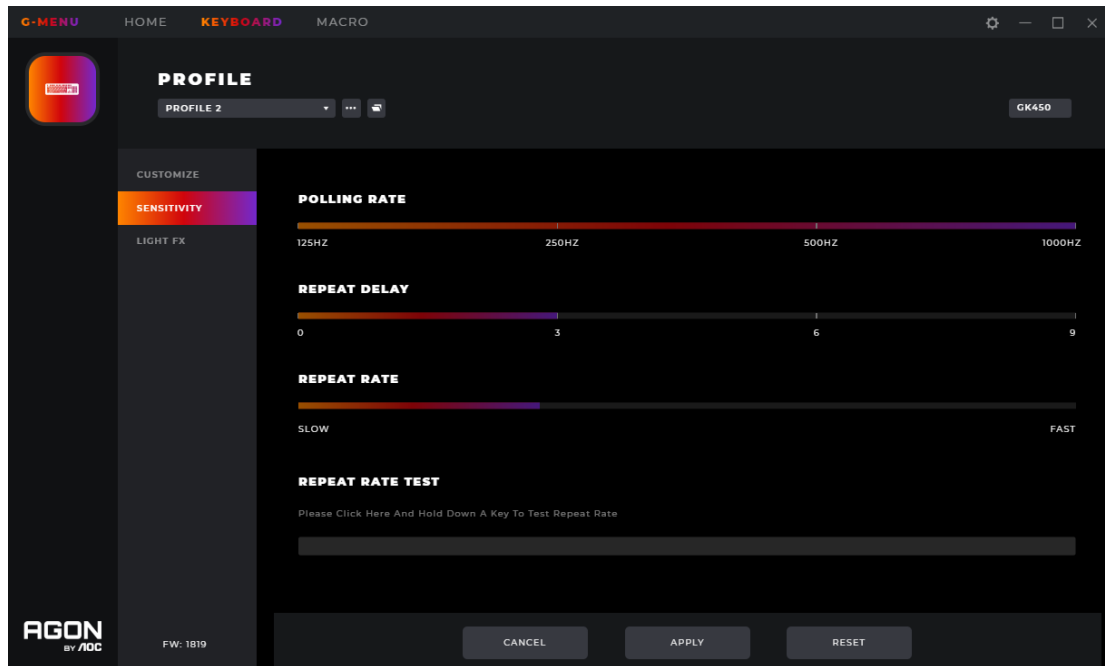 G-MENU HOME KEYBOARD MACRO
PROFILE
PROFILE 2
GK450
CUSTOMIZE
SENSITIVITY
LIGHT FX
POLLING RATE
125HZ 250HZ 500HZ 1000HZ
REPEAT DELAY
0 3 6 9
REPEAT RATE
SLOW FAST
REPEAT RATE TEST
Please Click Here And Hold Down A Key To Test Repeat Rate
AGON
BY AOC
FW: 1819
CANCEL APPLY RESET